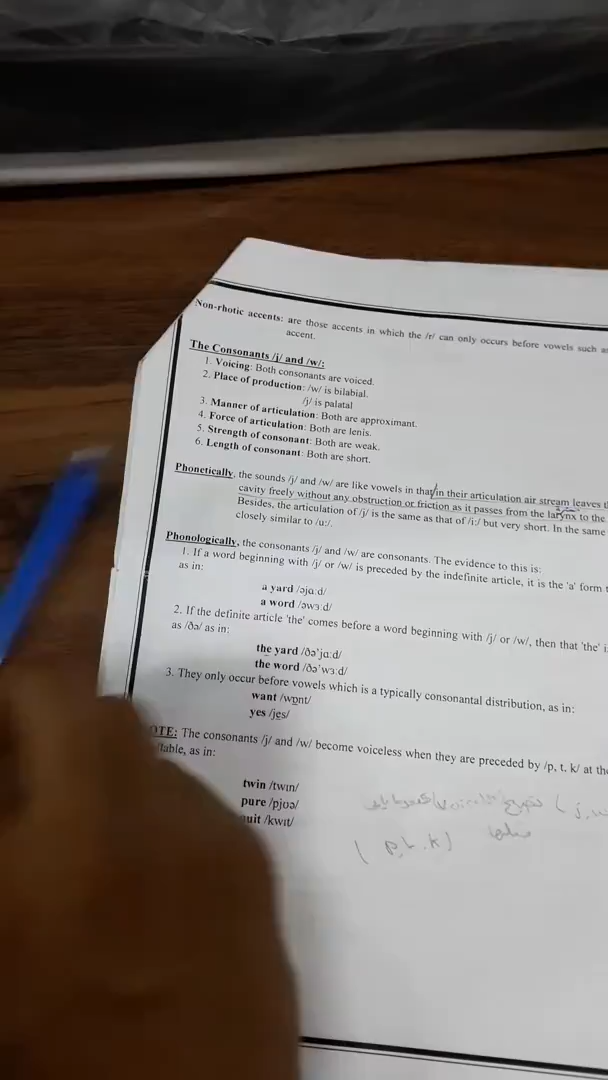 Non-rhotic accents: are those accents in which the /r/ can only occurs before vowels such as
accent.
The Consonants /j/ and /w/:
1. Voicing: Both consonants are voiced.
2. Place of production: /w/ is bilabial.
/j/ is palatal
3. Manner of articulation: Both are approximant.
4. Force of articulation: Both are lenis.
5. Strength of consonant: Both are weak.
6. Length of consonant: Both are short.
Phonetically, the sounds /j/ and /w/ are like vowels in that in their articulation air stream leaves
cavity freely without any obstruction or friction as it passes from the larynx to the
Besides, the articulation of /j/ is the same as that of /i:/ but very short. In the same
closely similar to /u:/.
Phonologically, the consonants /j/ and /w/ are consonants. The evidence to this is:
1. If a word beginning with /j/ or /w/ is preceded by the indefinite article, it is the 'a' form
as in:
a yard /əjɑ:d/
a word /əwɜ:d/
2. If the definite article 'the' comes before a word beginning with /j/ or /w/, then that 'the'
as /ðə/ as in:
the yard /ðə'jɑ:d/
the word /ðə'wɜ:d/
3. They only occur before vowels which is a typically consonantal distribution, as in:
want /wɒnt/
yes /jes/
The consonants /j/ and /w/ become voiceless when they are preceded by /p, t, k/ at the
as in:
twin /twɪn/
pure /pjʊə/
/kwɪt/
(p, t, k)